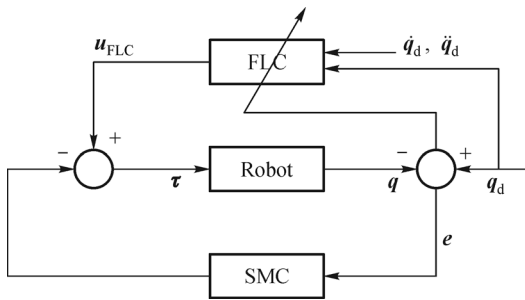 u_FLC
FLC
q̇_d, q̈_d
− +
τ
Robot
q
− +
q_d
e
SMC